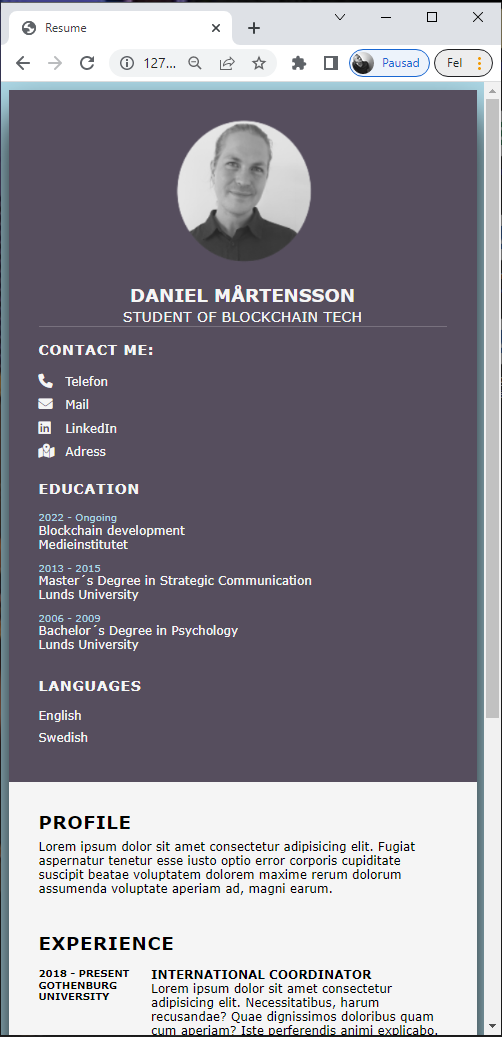 Resume
127...
Pausad
Fel
DANIEL MÅRTENSSON
STUDENT OF BLOCKCHAIN TECH
CONTACT ME:
Telefon
Mail
LinkedIn
Adress
EDUCATION
2022 - Ongoing
Blockchain development
Medieinstitutet
2013 - 2015
Master´s Degree in Strategic Communication
Lunds University
2006 - 2009
Bachelor´s Degree in Psychology
Lunds University
LANGUAGES
English
Swedish
PROFILE
Lorem ipsum dolor sit amet consectetur adipisicing elit. Fugiat
aspernatur tenetur esse iusto optio error corporis cupiditate
suscipit beatae voluptatem dolorem maxime rerum dolorum
assumenda voluptate aperiam ad, magni earum.
EXPERIENCE
2018 - PRESENT
GOTHENBURG
UNIVERSITY
INTERNATIONAL COORDINATOR
Lorem ipsum dolor sit amet consectetur
adipisicing elit. Necessitatibus, harum
recusandae? Quae dignissimos doloribus quam
cum aperiam? Iste perferendis animi explicabo.